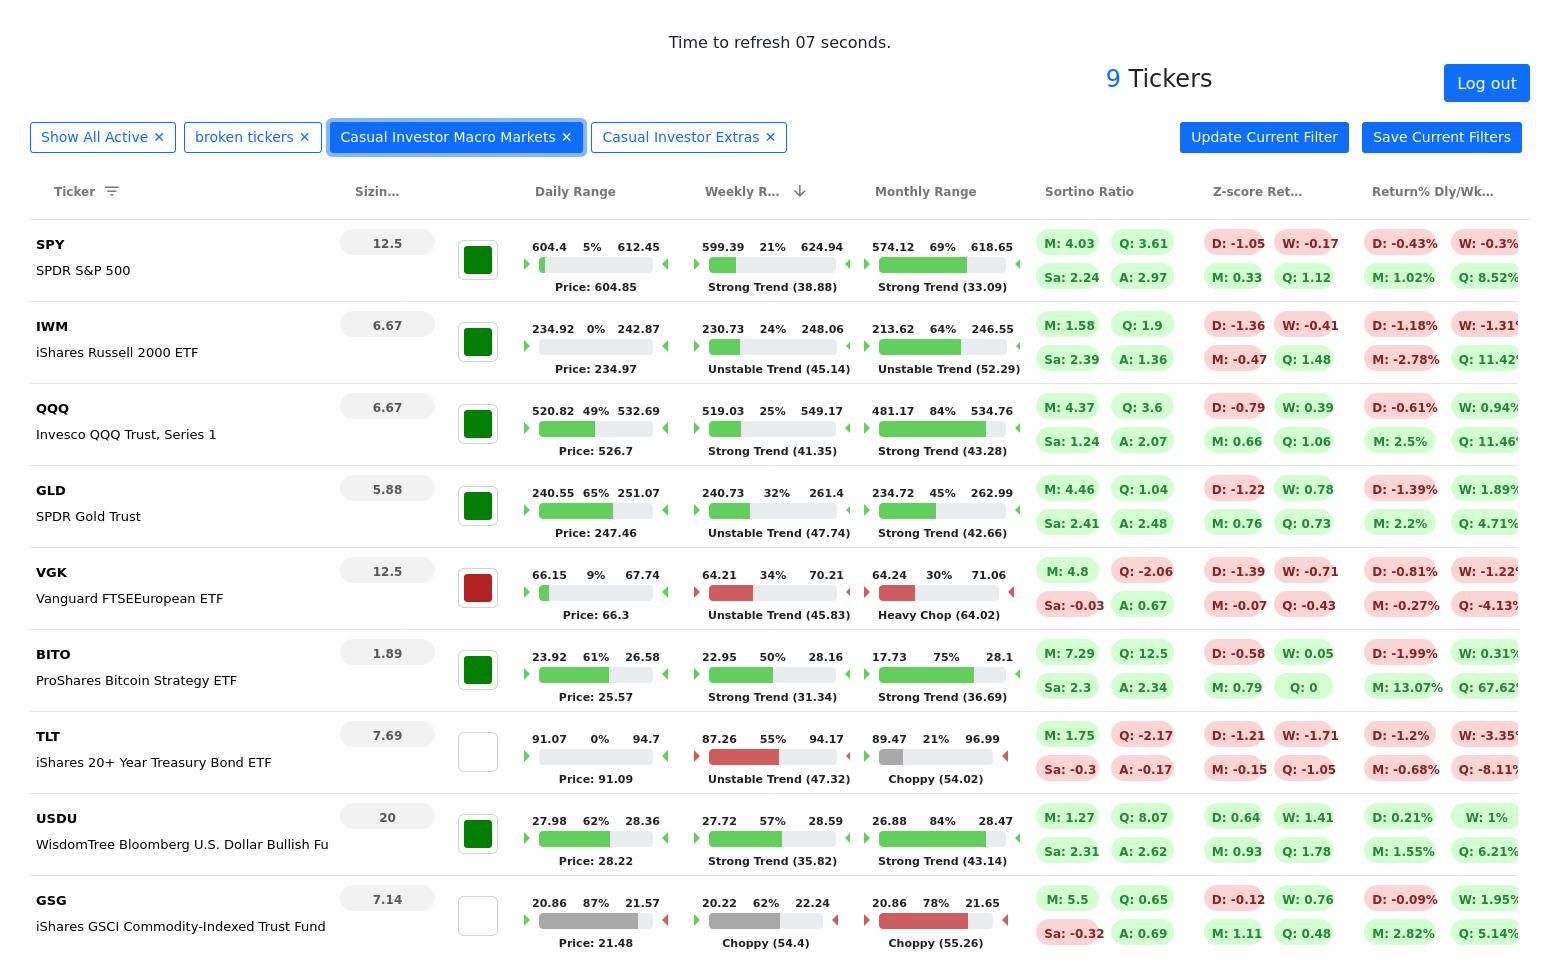 Time to refresh 07 seconds.
9 Tickers
Log out
Show All Active ✕ broken tickers ✕ Casual Investor Macro Markets ✕ Casual Investor Extras ✕ Update Current Filter Save Current Filters
Ticker Sizin... Daily Range Weekly R... Monthly Range Sortino Ratio Z-score Ret... Return% Dly/Wk...
SPY 12.5 604.4 5% 612.45 599.39 21% 624.94 574.12 69% 618.65 M: 4.03 Q: 3.61 D: -1.05 W: -0.17 D: -0.43% W: -0.3%
SPDR S&P 500 Sa: 2.24 A: 2.97 M: 0.33 Q: 1.12 M: 1.02% Q: 8.52%
Price: 604.85 Strong Trend (38.88) Strong Trend (33.09)
IWM 6.67 234.92 0% 242.87 230.73 24% 248.06 213.62 64% 246.55 M: 1.58 Q: 1.9 D: -1.36 W: -0.41 D: -1.18% W: -1.31%
iShares Russell 2000 ETF Sa: 2.39 A: 1.36 M: -0.47 Q: 1.48 M: -2.78% Q: 11.42%
Price: 234.97 Unstable Trend (45.14) Unstable Trend (52.29)
QQQ 6.67 520.82 49% 532.69 519.03 25% 549.17 481.17 84% 534.76 M: 4.37 Q: 3.6 D: -0.79 W: 0.39 D: -0.61% W: 0.94%
Invesco QQQ Trust, Series 1 Sa: 1.24 A: 2.07 M: 0.66 Q: 1.06 M: 2.5% Q: 11.46%
Price: 526.7 Strong Trend (41.35) Strong Trend (43.28)
GLD 5.88 240.55 65% 251.07 240.73 32% 261.4 234.72 45% 262.99 M: 4.46 Q: 1.04 D: -1.22 W: 0.78 D: -1.39% W: 1.89%
SPDR Gold Trust Sa: 2.41 A: 2.48 M: 0.76 Q: 0.73 M: 2.2% Q: 4.71%
Price: 247.46 Unstable Trend (47.74) Strong Trend (42.66)
VGK 12.5 66.15 9% 67.74 64.21 34% 70.21 64.24 30% 71.06 M: 4.8 Q: -2.06 D: -1.39 W: -0.71 D: -0.81% W: -1.22%
Vanguard FTSEEuropean ETF Sa: -0.03 A: 0.67 M: -0.07 Q: -0.43 M: -0.27% Q: -4.13%
Price: 66.3 Unstable Trend (45.83) Heavy Chop (64.02)
BITO 1.89 23.92 61% 26.58 22.95 50% 28.16 17.73 75% 28.1 M: 7.29 Q: 12.5 D: -0.58 W: 0.05 D: -1.99% W: 0.31%
ProShares Bitcoin Strategy ETF Sa: 2.3 A: 2.34 M: 0.79 Q: 0 M: 13.07% Q: 67.62%
Price: 25.57 Strong Trend (31.34) Strong Trend (36.69)
TLT 7.69 91.07 0% 94.7 87.26 55% 94.17 89.47 21% 96.99 M: 1.75 Q: -2.17 D: -1.21 W: -1.71 D: -1.2% W: -3.35%
iShares 20+ Year Treasury Bond ETF Sa: -0.3 A: -0.17 M: -0.15 Q: -1.05 M: -0.68% Q: -8.11%
Price: 91.09 Unstable Trend (47.32) Choppy (54.02)
USDU 20 27.98 62% 28.36 27.72 57% 28.59 26.88 84% 28.47 M: 1.27 Q: 8.07 D: 0.64 W: 1.41 D: 0.21% W: 1%
WisdomTree Bloomberg U.S. Dollar Bullish Fu Sa: 2.31 A: 2.62 M: 0.93 Q: 1.78 M: 1.55% Q: 6.21%
Price: 28.22 Strong Trend (35.82) Strong Trend (43.14)
GSG 7.14 20.86 87% 21.57 20.22 62% 22.24 20.86 78% 21.65 M: 5.5 Q: 0.65 D: -0.12 W: 0.76 D: -0.09% W: 1.95%
iShares GSCI Commodity-Indexed Trust Fund Sa: -0.32 A: 0.69 M: 1.11 Q: 0.48 M: 2.82% Q: 5.14%
Price: 21.48 Choppy (54.4) Choppy (55.26)